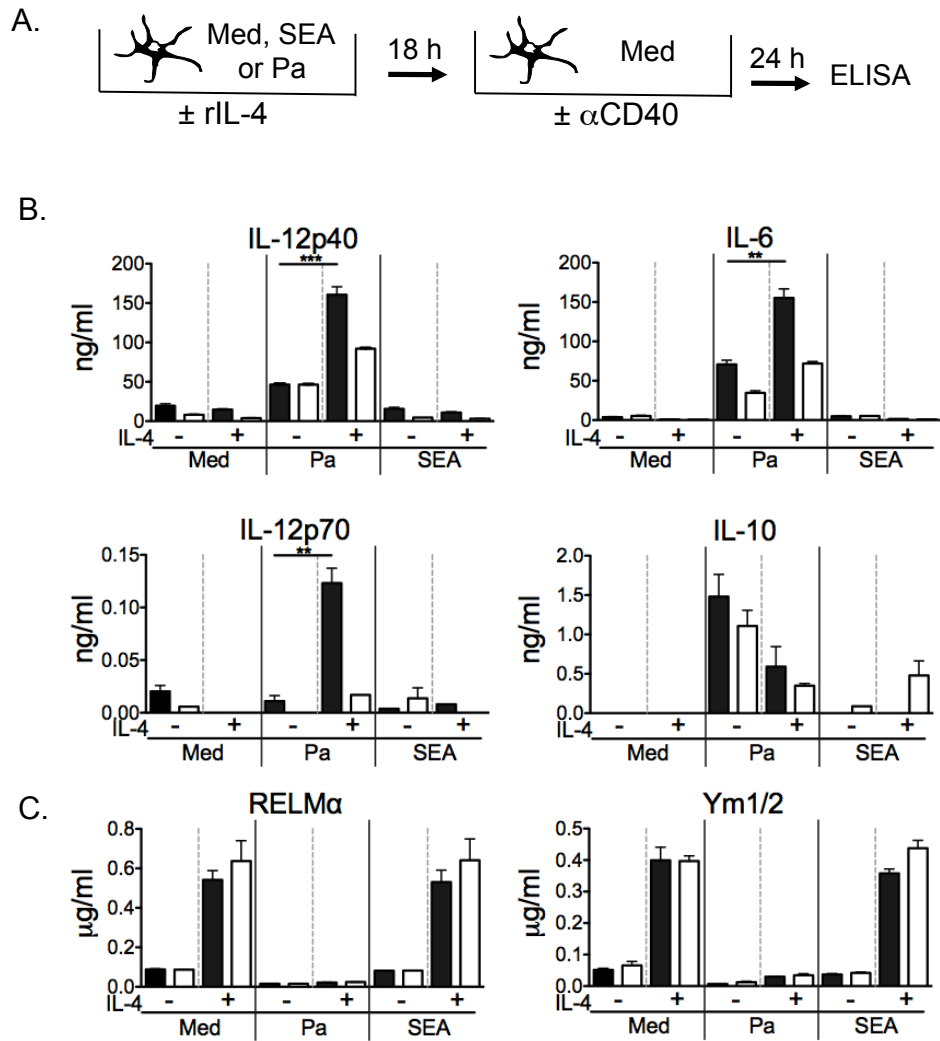 A.
Med, SEA
or Pa
± rIL-4
18 h
Med
± αCD40
24 h
ELISA
B.
IL-12p40
ng/ml
200
150
100
50
0
***
IL-4 - + - + - +
Med Pa SEA
IL-6
ng/ml
200
150
100
50
0
**
IL-4 - + - + - +
Med Pa SEA
IL-12p70
ng/ml
0.15
0.10
0.05
0.00
**
IL-4 - + - + - +
Med Pa SEA
IL-10
ng/ml
2.0
1.5
1.0
0.5
0.0
IL-4 - + - + - +
Med Pa SEA
C.
RELMα
μg/ml
0.8
0.6
0.4
0.2
0.0
IL-4 - + - + - +
Med Pa SEA
Ym1/2
μg/ml
0.5
0.4
0.3
0.2
0.1
0.0
IL-4 - + - + - +
Med Pa SEA